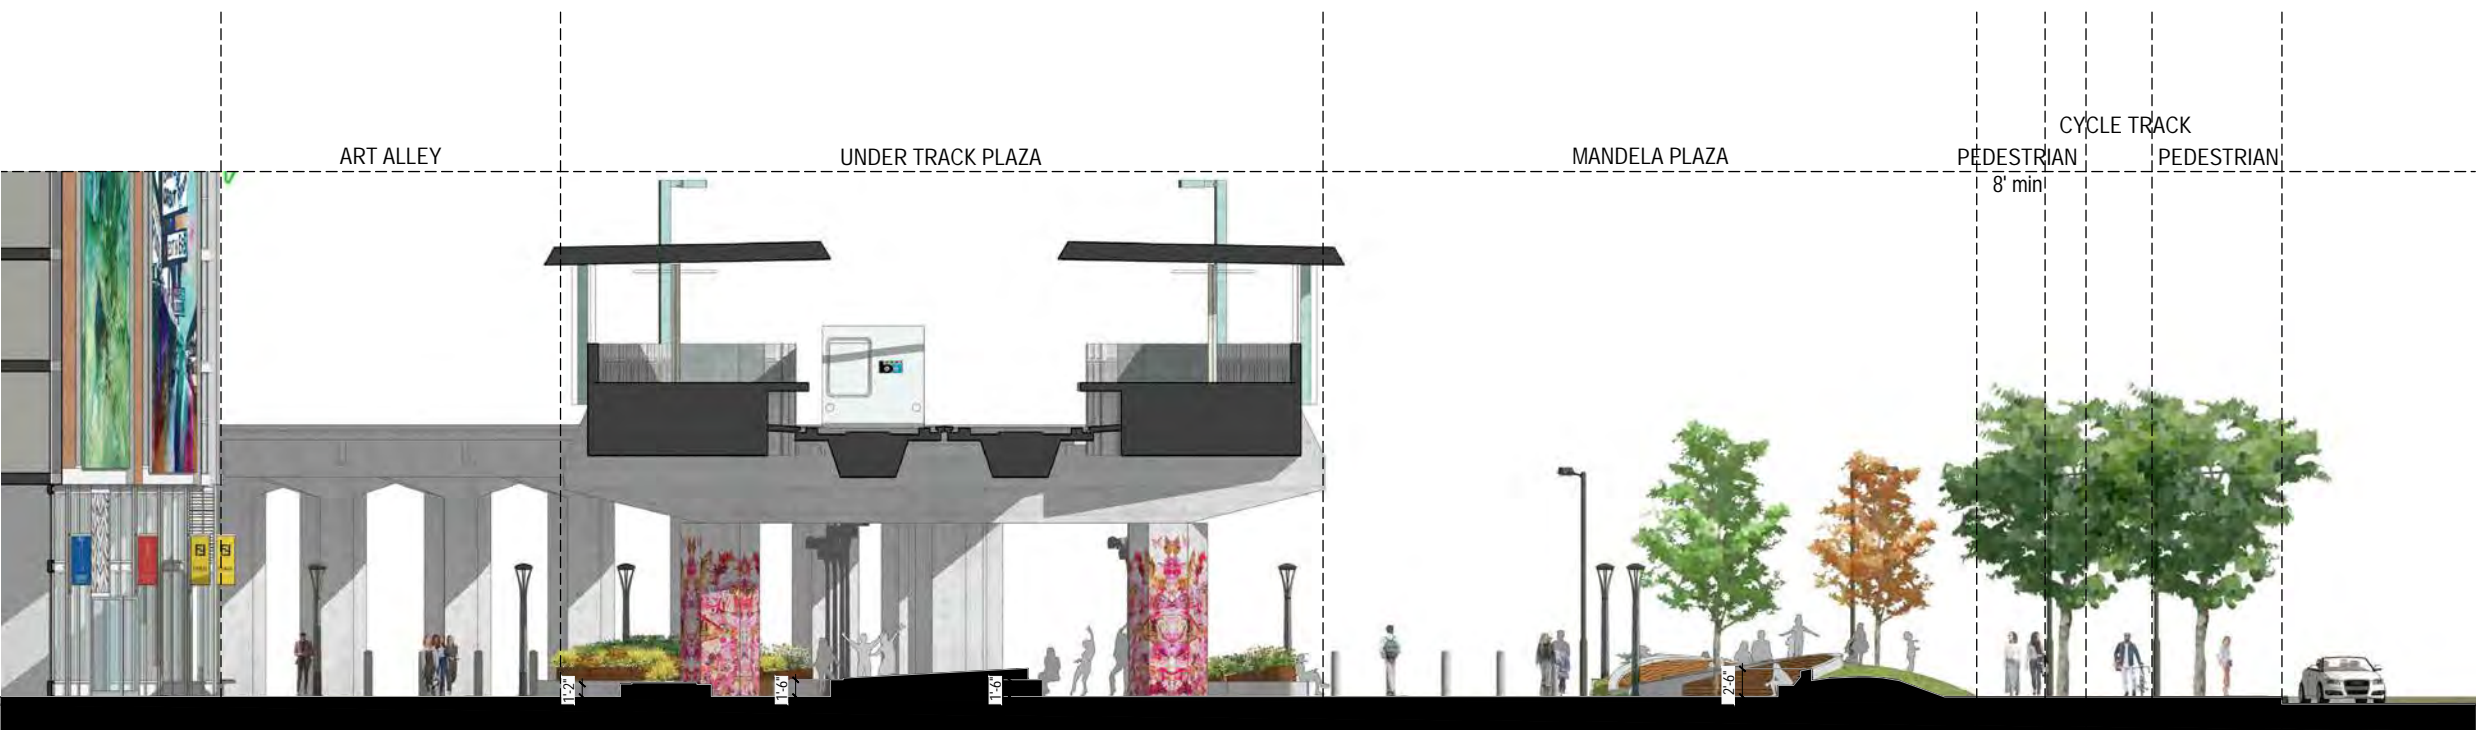 CYCLE TRACK
ART ALLEY
UNDER TRACK PLAZA
MANDELA PLAZA
PEDESTRIAN
PEDESTRIAN
8' min
1'-2"
1'-6"
1'-6"
2'-6"